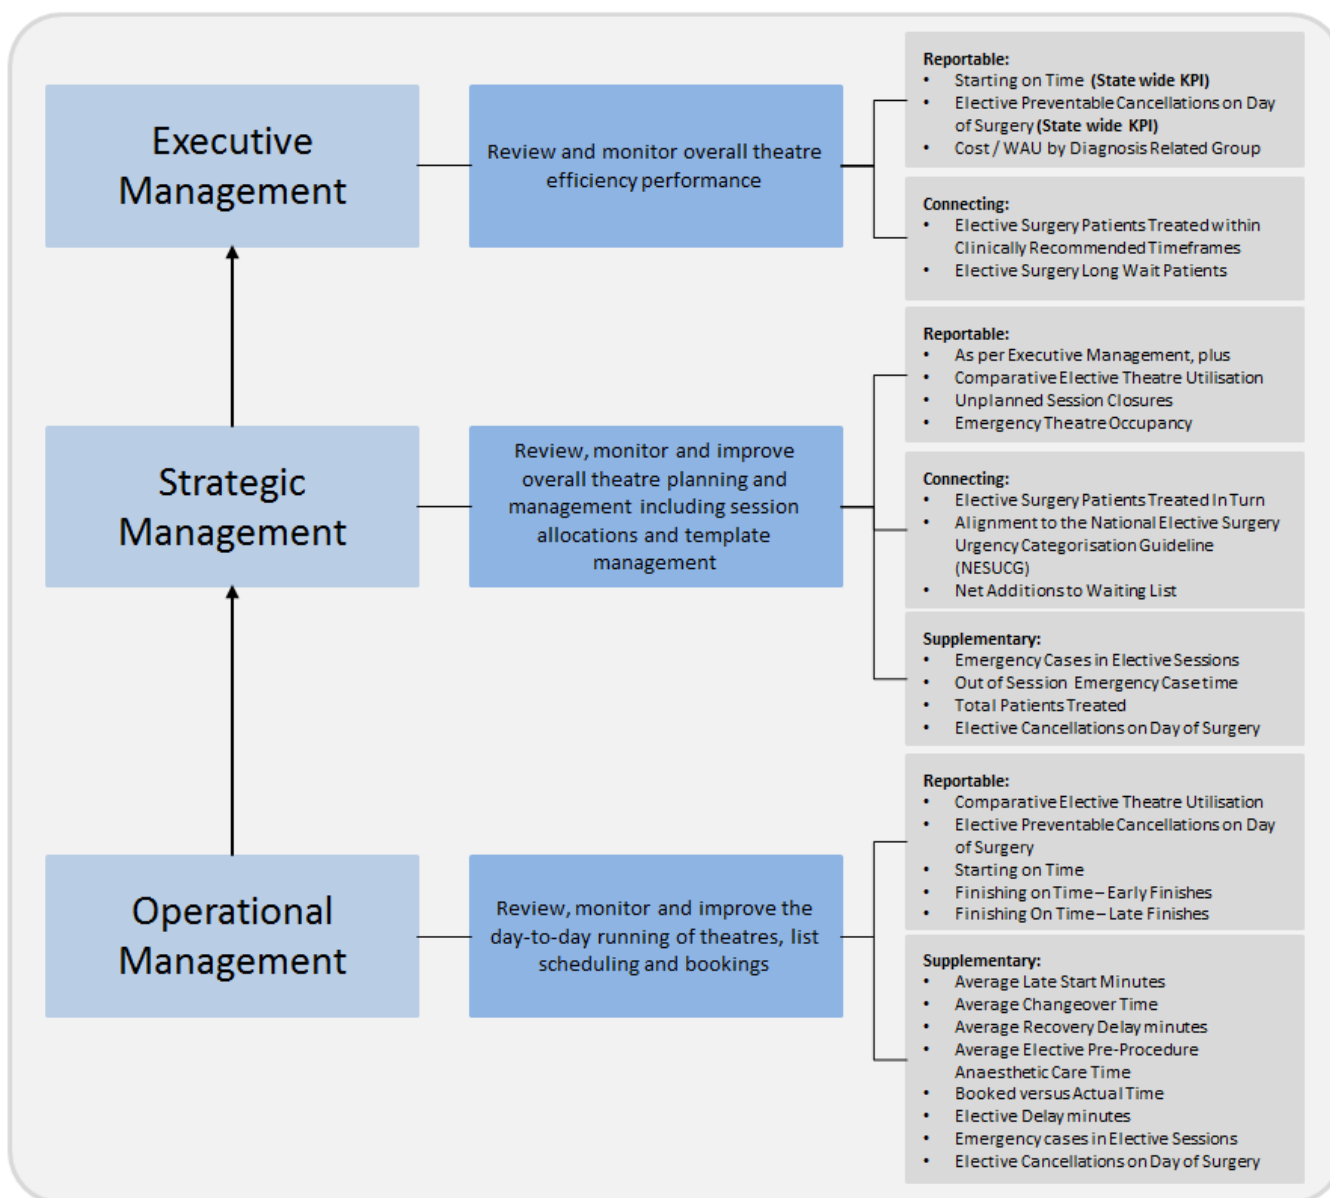 Executive
Management
Review and monitor overall theatre
efficiency performance
Reportable:
• Starting on Time (State wide KPI)
• Elective Preventable Cancellations on Day
of Surgery (State wide KPI)
• Cost / WAU by Diagnosis Related Group
Connecting:
• Elective Surgery Patients Treated within
Clinically Recommended Timeframes
• Elective Surgery Long Wait Patients
Strategic
Management
Review, monitor and improve
overall theatre planning and
management including session
allocations and template
management
Reportable:
• As per Executive Management, plus
• Comparative Elective Theatre Utilisation
• Unplanned Session Closures
• Emergency Theatre Occupancy
Connecting:
• Elective Surgery Patients Treated In Turn
• Alignment to the National Elective Surgery
Urgency Categorisation Guideline
(NESUCG)
• Net Additions to Waiting List
Supplementary:
• Emergency Cases in Elective Sessions
• Out of Session Emergency Case time
• Total Patients Treated
• Elective Cancellations on Day of Surgery
Operational
Management
Review, monitor and improve the
day-to-day running of theatres, list
scheduling and bookings
Reportable:
• Comparative Elective Theatre Utilisation
• Elective Preventable Cancellations on Day
of Surgery
• Starting on Time
• Finishing on Time – Early Finishes
• Finishing On Time – Late Finishes
Supplementary:
• Average Late Start Minutes
• Average Changeover Time
• Average Recovery Delay minutes
• Average Elective Pre-Procedure
Anaesthetic Care Time
• Booked versus Actual Time
• Elective Delay minutes
• Emergency cases in Elective Sessions
• Elective Cancellations on Day of Surgery